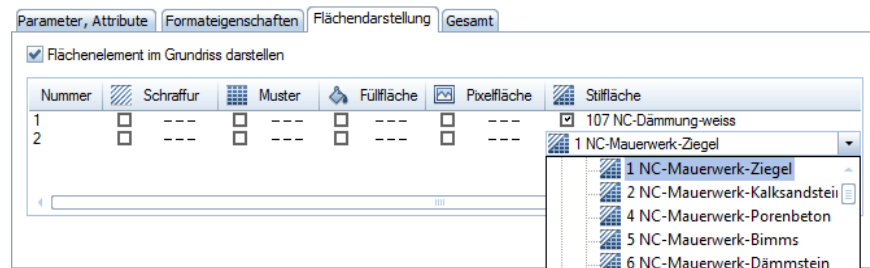 Parameter, Attribute Formateigenschaften Flächendarstellung Gesamt
Flächenelement im Grundriss darstellen
Nummer Schraffur Muster Füllfläche Pixelfläche Stilfläche
1 --- --- --- --- 107 NC-Dämmung-weiss
2 --- --- --- --- 1 NC-Mauerwerk-Ziegel
1 NC-Mauerwerk-Ziegel
2 NC-Mauerwerk-Kalksandstein
4 NC-Mauerwerk-Porenbeton
5 NC-Mauerwerk-Bimms
6 NC-Mauerwerk-Dämmstein